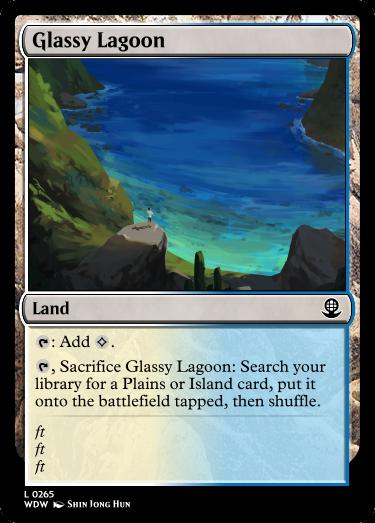 Glassy Lagoon
Land
: Add .
, Sacrifice Glassy Lagoon: Search your
library for a Plains or Island card, put it
onto the battlefield tapped, then shuffle.
ft
ft
ft
L 0265
WDW Shin Jong Hun